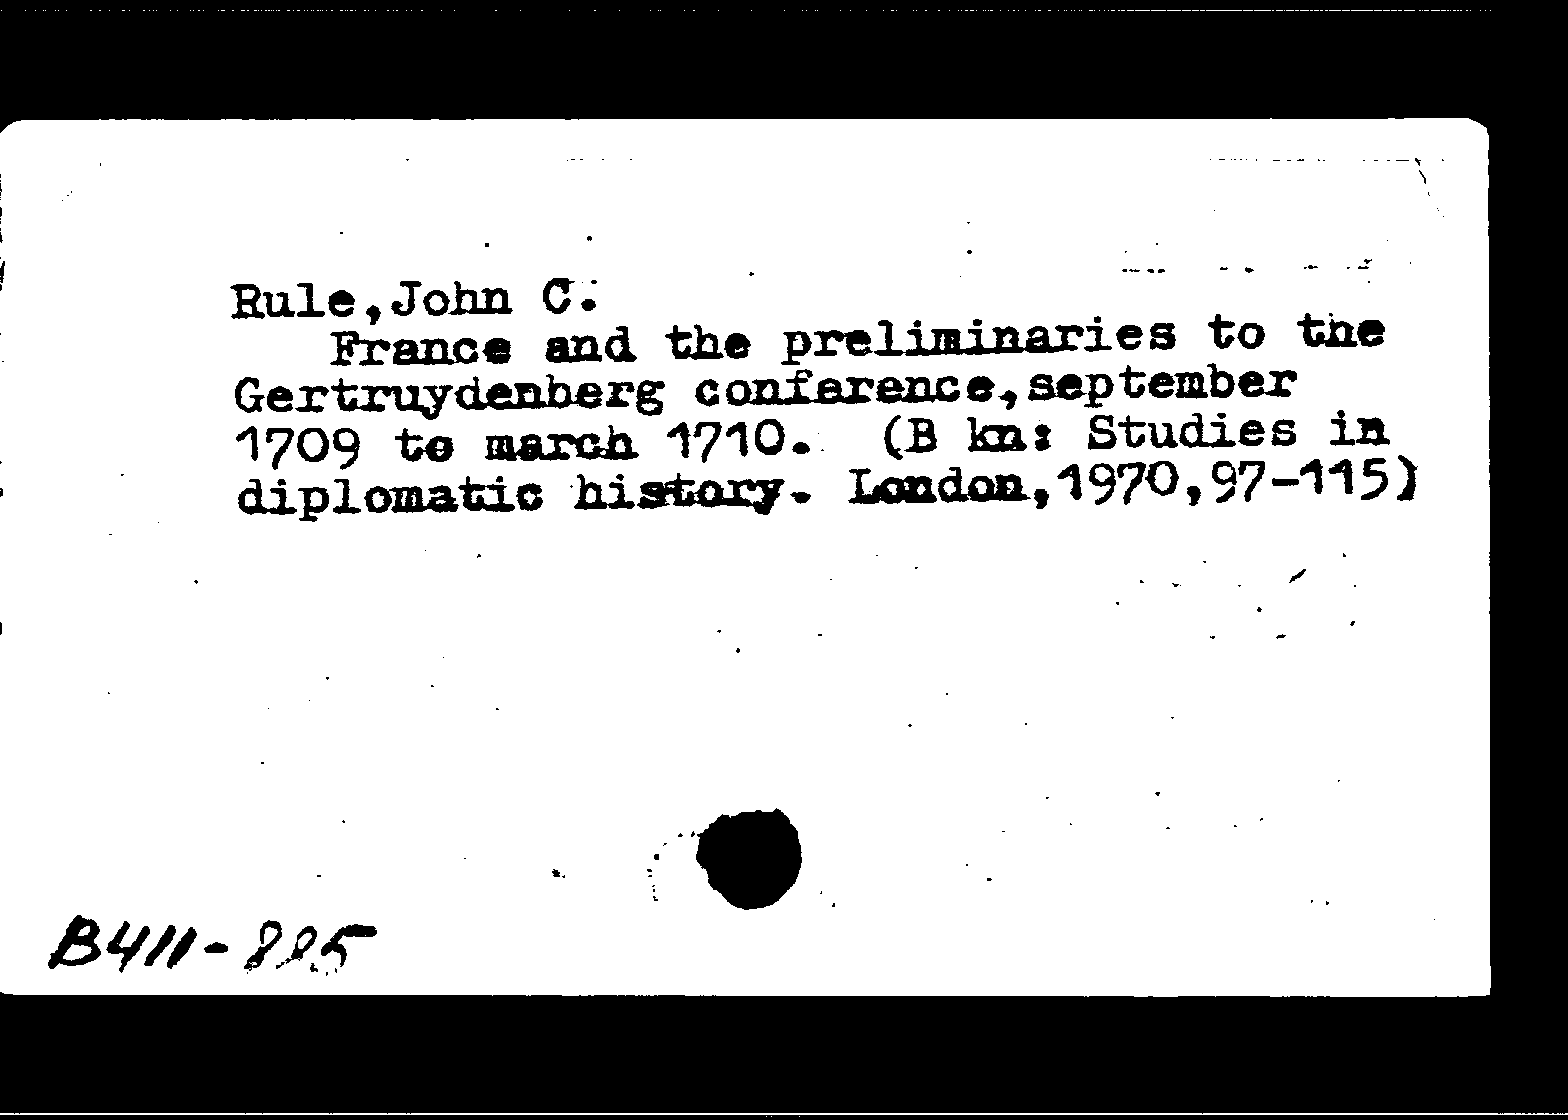 Rule,John C.
France and the preliminaries to the
Gertruydenberg conference,september
1709 to march 1710. (B kn: Studies in
diplomatic history. London,1970,97-115)
B411-885